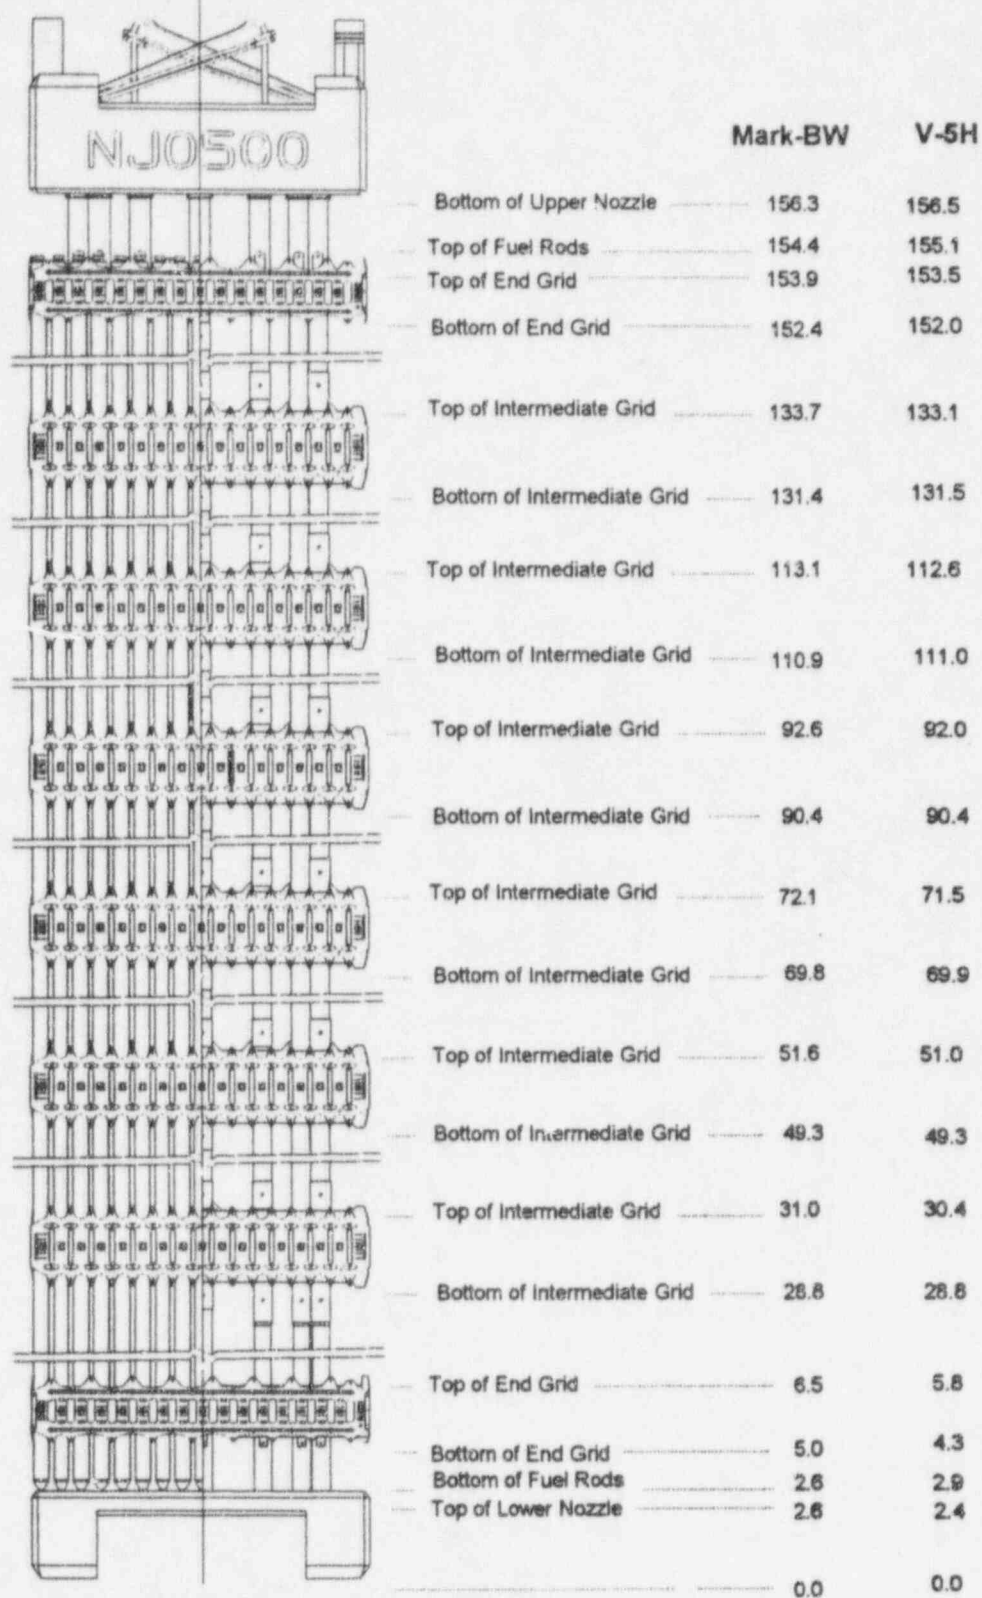 Mark-BW V-5H
NJ0500
Bottom of Upper Nozzle 156.3 156.5
Top of Fuel Rods 154.4 155.1
Top of End Grid 153.9 153.5
Bottom of End Grid 152.4 152.0
Top of Intermediate Grid 133.7 133.1
Bottom of Intermediate Grid 131.4 131.5
Top of Intermediate Grid 113.1 112.6
Bottom of Intermediate Grid 110.9 111.0
Top of Intermediate Grid 92.6 92.0
Bottom of Intermediate Grid 90.4 90.4
Top of Intermediate Grid 72.1 71.5
Bottom of Intermediate Grid 69.8 69.9
Top of Intermediate Grid 51.6 51.0
Bottom of Intermediate Grid 49.3 49.3
Top of Intermediate Grid 31.0 30.4
Bottom of Intermediate Grid 28.8 28.8
Top of End Grid 6.5 5.8
Bottom of End Grid 5.0 4.3
Bottom of Fuel Rods 2.6 2.9
Top of Lower Nozzle 2.6 2.4
0.0 0.0